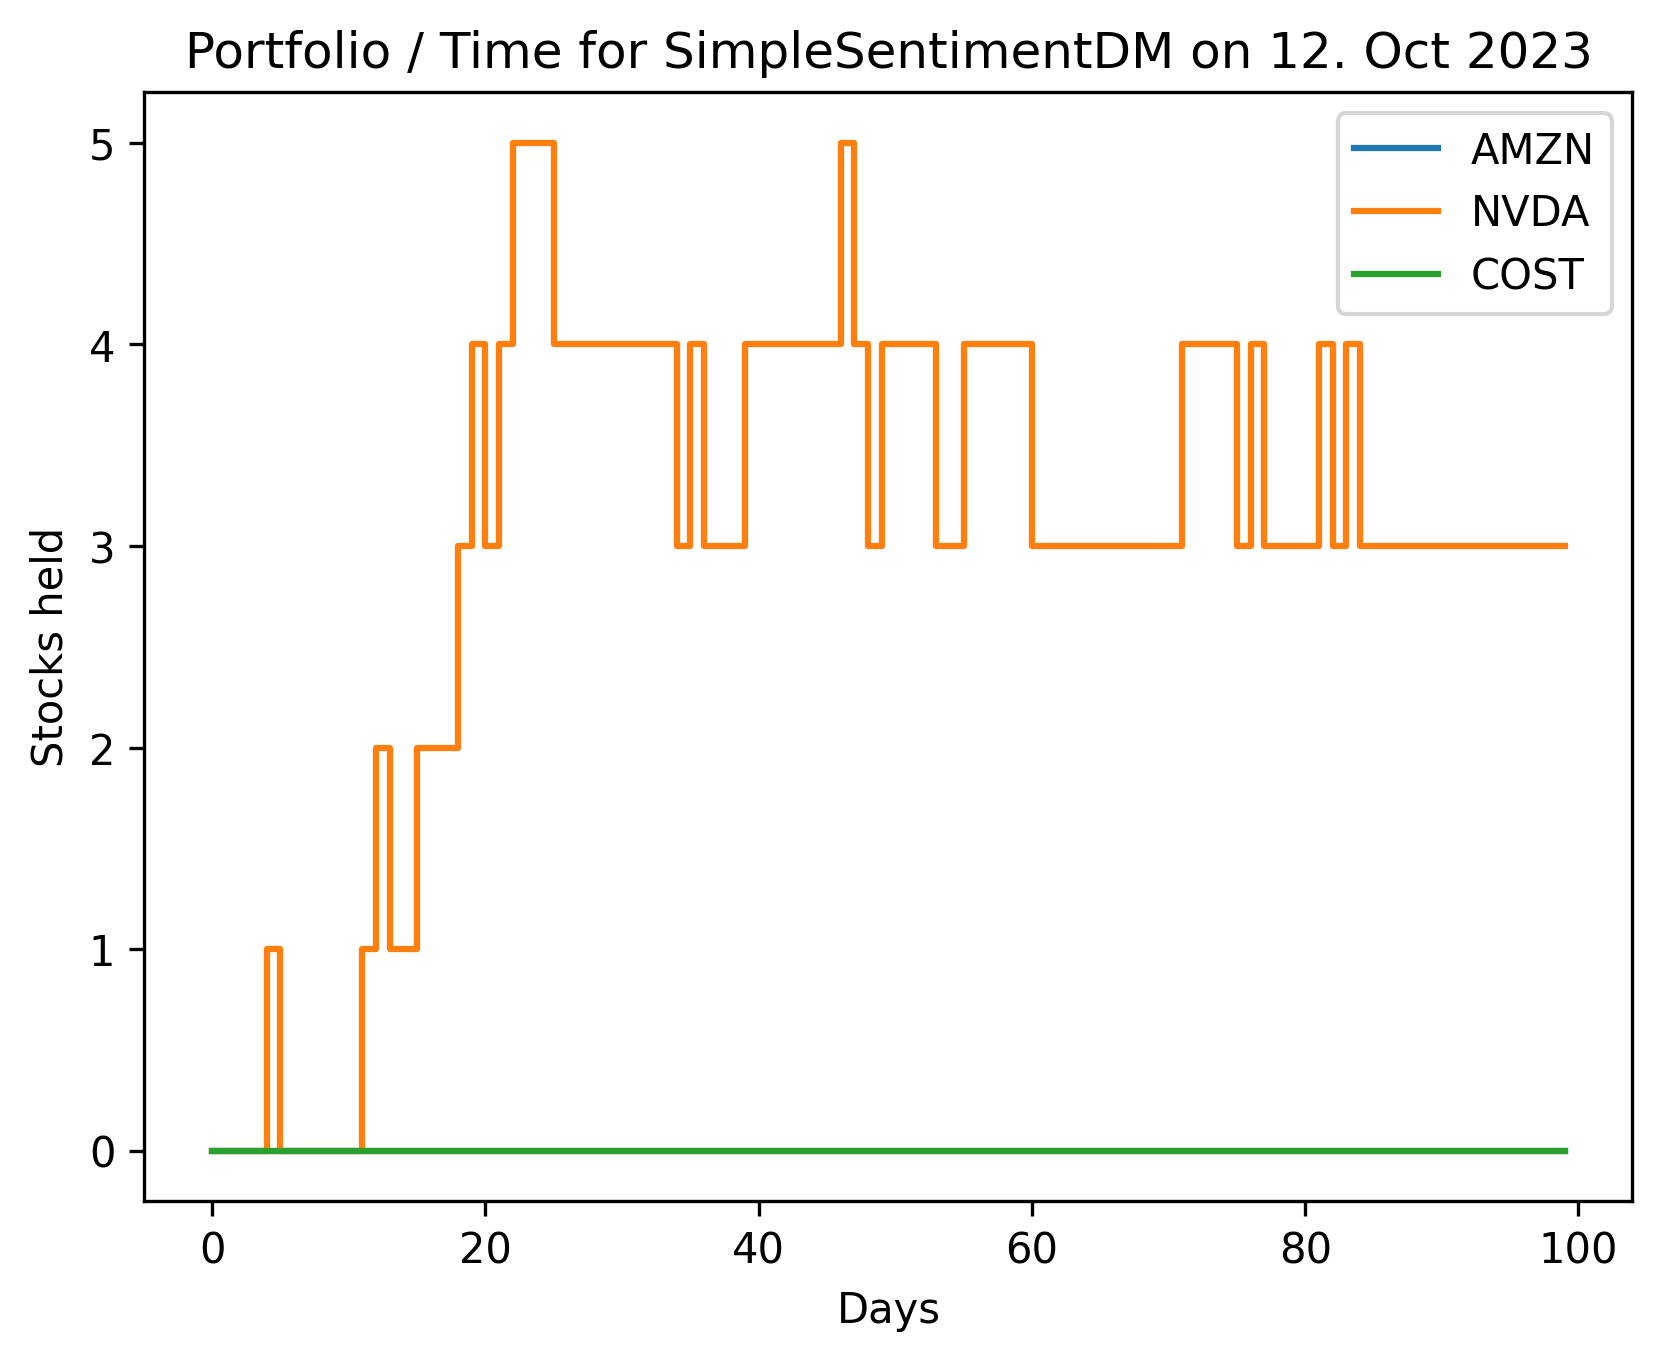 Portfolio / Time for SimpleSentimentDM on 12. Oct 2023
AMZN
NVDA
COST
Stocks held
5
4
3
2
1
0
0 20 40 60 80 100
Days